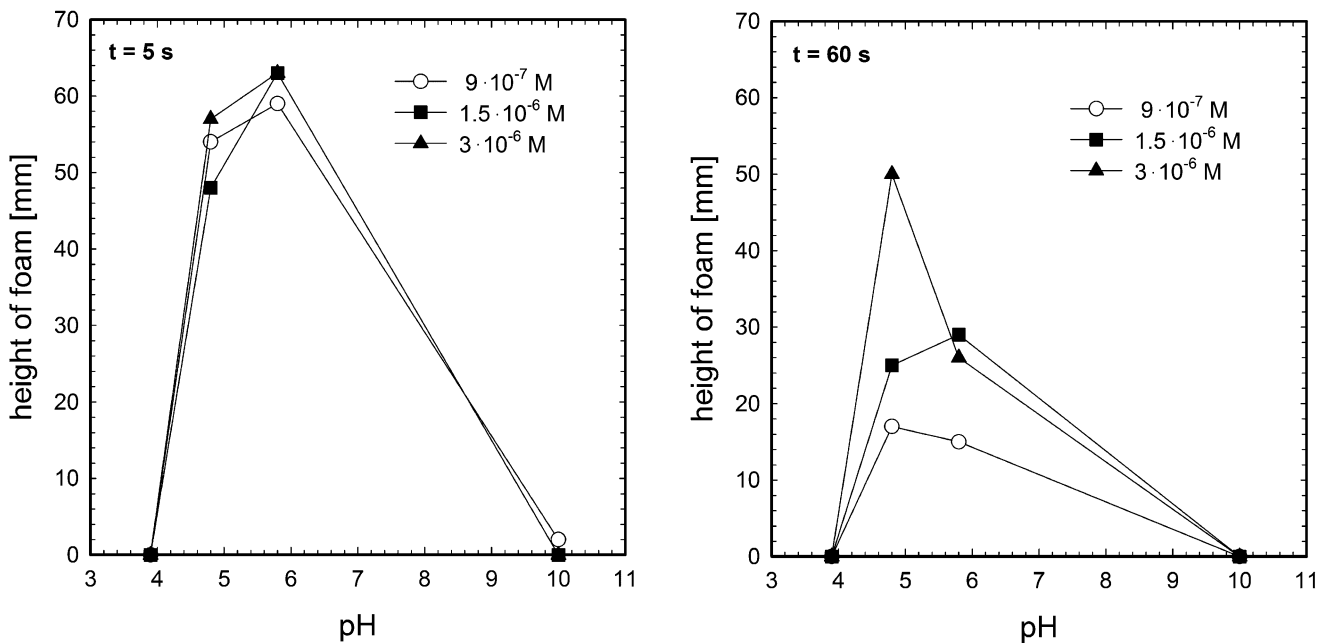 70
60
50
40
30
20
10
0
height of foam [mm]
t = 5 s
9·10⁻⁷ M
1.5·10⁻⁶ M
3·10⁻⁶ M
3 4 5 6 7 8 9 10 11
pH
70
60
50
40
30
20
10
0
height of foam [mm]
t = 60 s
9·10⁻⁷ M
1.5·10⁻⁶ M
3·10⁻⁶ M
3 4 5 6 7 8 9 10 11
pH